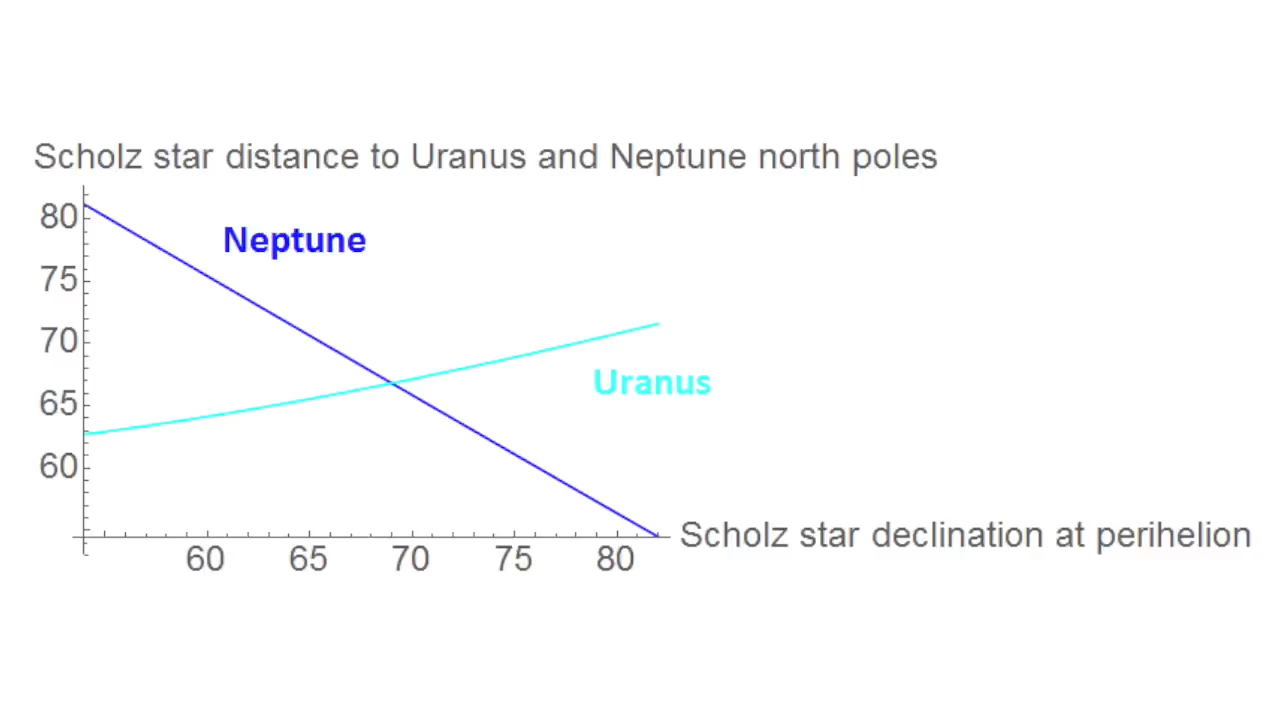 Scholz star distance to Uranus and Neptune north poles
80
Neptune
75
70
Uranus
65
60
Scholz star declination at perihelion
60 65 70 75 80